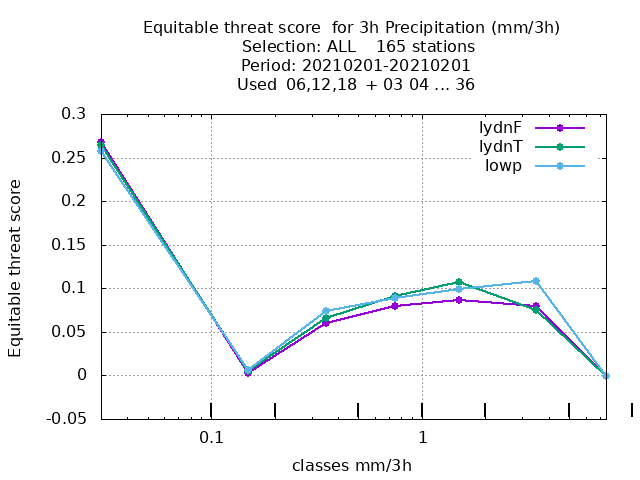 Equitable threat score  for 3h Precipitation (mm/3h)
Selection: ALL    165 stations
Period: 20210201-20210201
Used  06,12,18  + 03 04 ... 36
lydnF
lydnT
lowp
0.3
0.25
0.2
0.15
0.1
0.05
0
-0.05
Equitable threat score
0.1
1
classes mm/3h